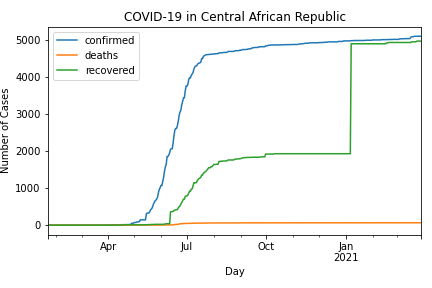 COVID-19 in Central African Republic
confirmed
deaths
recovered
Number of Cases
5000
4000
3000
2000
1000
0
Apr
Jul
Oct
Jan
2021
Day